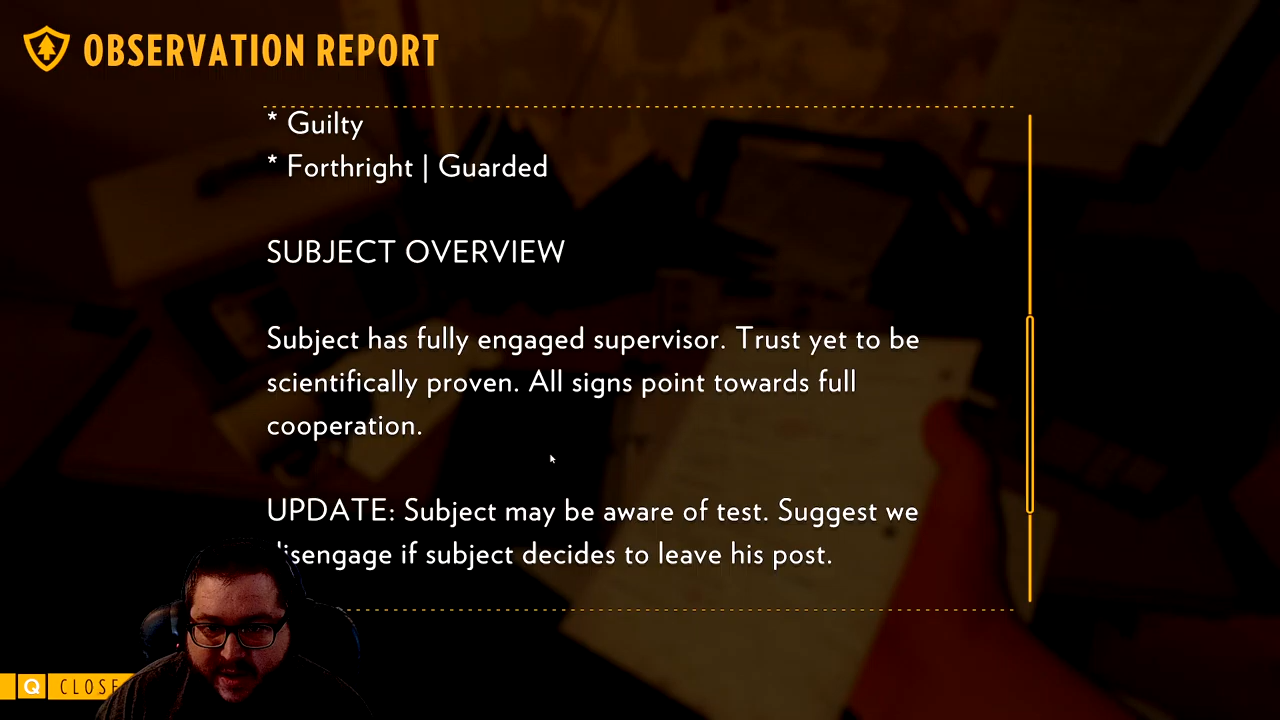 OBSERVATION REPORT
* Guilty
* Forthright | Guarded
SUBJECT OVERVIEW
Subject has fully engaged supervisor. Trust yet to be
scientifically proven. All signs point towards full
cooperation.
UPDATE: Subject may be aware of test. Suggest we
disengage if subject decides to leave his post.
Q CLOSE